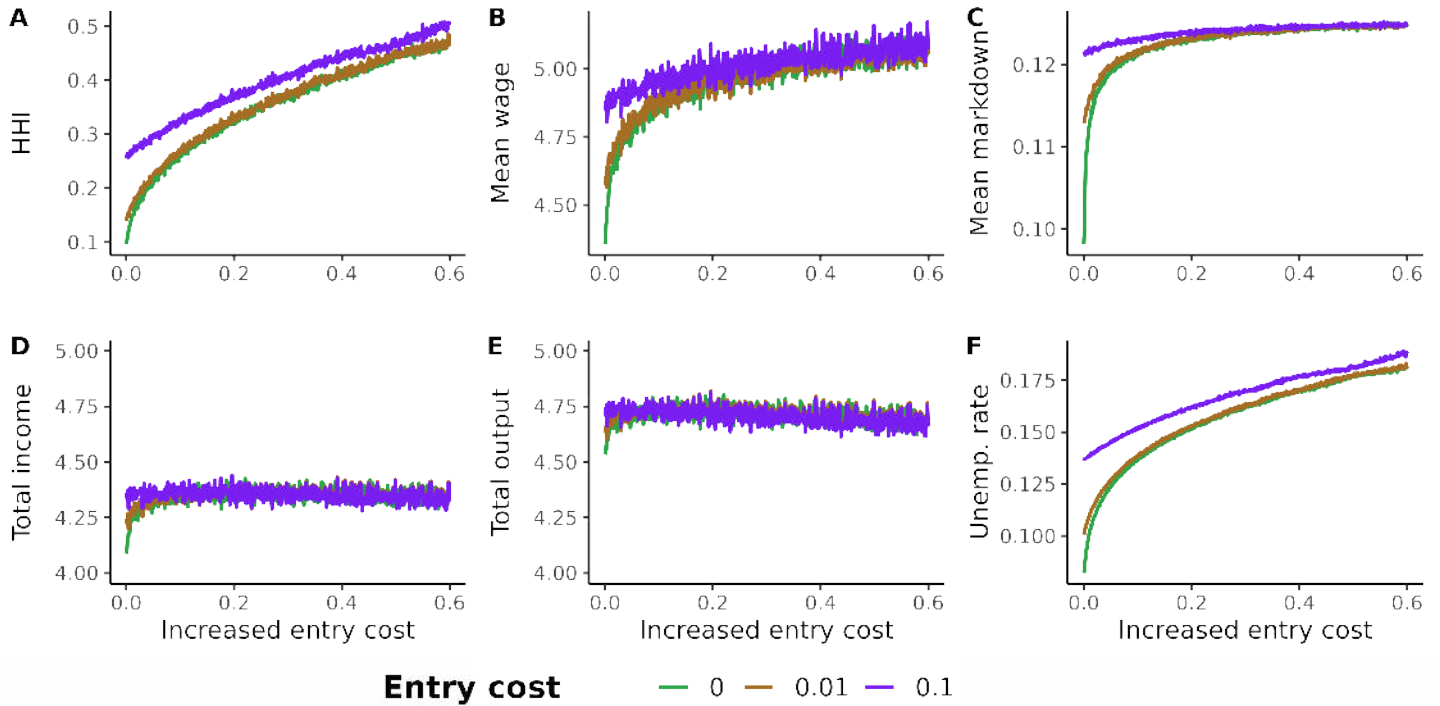 A
HHI
0.5
0.4
0.3
0.2
0.1
0.0 0.2 0.4 0.6
B
Mean wage
5.00
4.75
4.50
0.0 0.2 0.4 0.6
C
Mean markdown
0.12
0.11
0.10
0.0 0.2 0.4 0.6
D
Total income
5.00
4.75
4.50
4.25
4.00
0.0 0.2 0.4 0.6
Increased entry cost
E
Total output
5.00
4.75
4.50
4.25
4.00
0.0 0.2 0.4 0.6
Increased entry cost
F
Unemp. rate
0.175
0.150
0.125
0.100
0.0 0.2 0.4 0.6
Increased entry cost
Entry cost 0 0.01 0.1